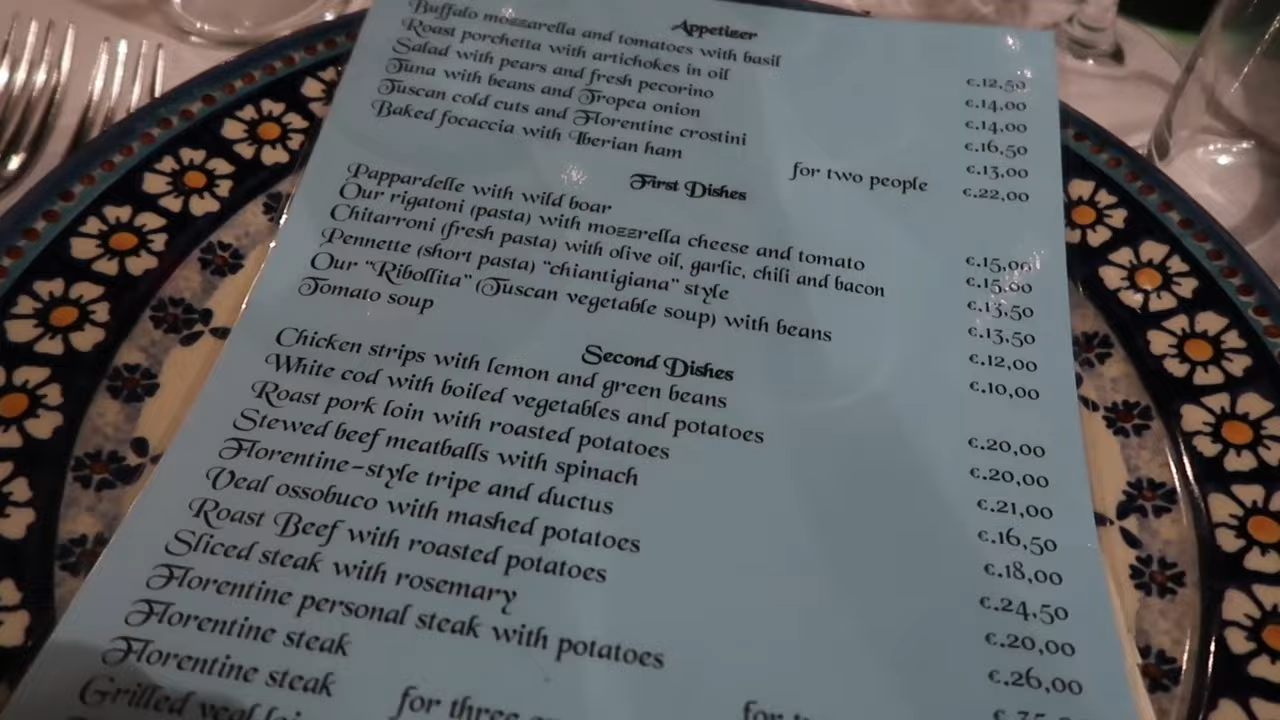 Appetizer
Buffalo mozzarella and tomatoes with basil €.12,50
Roast porchetta with artichokes in oil €.14,00
Salad with pears and fresh pecorino €.14,00
Tuna with beans and Tropea onion €.16,50
Tuscan cold cuts and Florentine crostini €.13,00
Baked focaccia with Iberian ham for two people €.22,00
First Dishes
Pappardelle with wild boar €.15,00
Our rigatoni (pasta) with mozzrella cheese and tomato €.15,00
Chitarroni (fresh pasta) with olive oil, garlic, chili and bacon €.13,50
Pennette (short pasta) "chiantigiana" style €.13,50
Our "Ribollita" (Tuscan vegetable soup) with beans €.12,00
Tomato soup €.10,00
Second Dishes
Chicken strips with lemon and green beans €.20,00
White cod with boiled vegetables and potatoes €.20,00
Roast pork loin with roasted potatoes €.21,00
Stewed beef meatballs with spinach €.16,50
Florentine-style tripe and ductus €.18,00
Veal ossobuco with mashed potatoes €.24,50
Roast Beef with roasted potatoes €.20,00
Sliced steak with rosemary €.26,00
Florentine personal steak with potatoes
Florentine steak for
Florentine steak for three
Grilled veal